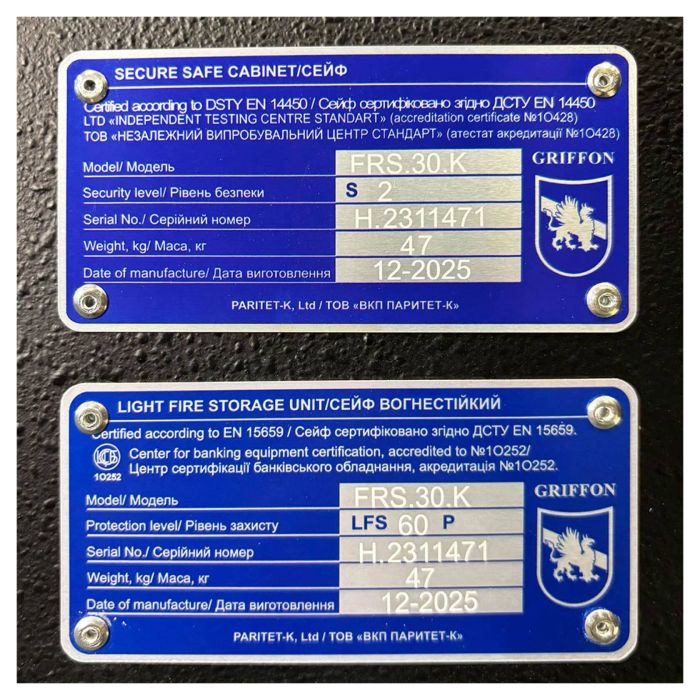 SECURE SAFE CABINET/СЕЙФ
Certified according to DSTY EN 14450 / Сейф сертифіковано згідно ДСТУ EN 14450
LTD «INDEPENDENT TESTING CENTRE STANDART» (accreditation certificate №1О428)
ТОВ «НЕЗАЛЕЖНИЙ ВИПРОБУВАЛЬНИЙ ЦЕНТР СТАНДАРТ» (атестат акредитації №1О428)
Model/ Модель FRS.30.K
GRIFFON
Security level/ Рівень безпеки S 2
Serial No./ Серійний номер H.2311471
Weight, kg/ Маса, кг 47
Date of manufacture/ Дата виготовлення 12-2025
PARITET-K, Ltd / ТОВ «ВКП ПАРИТЕТ-К»
LIGHT FIRE STORAGE UNIT/СЕЙФ ВОГНЕСТІЙКИЙ
Certified according to EN 15659 / Сейф сертифіковано згідно ДСТУ EN 15659.
Center for banking equipment certification, accredited to №1О252/
Центр сертифікації банківського обладнання, акредитація №1О252.
1О252
Model/ Модель FRS.30.K
GRIFFON
Protection level/ Рівень захисту LFS 60 P
Serial No./ Серійний номер H.2311471
Weight, kg/ Маса, кг 47
Date of manufacture/ Дата виготовлення 12-2025
PARITET-K, Ltd / ТОВ "ВКП ПАРИТЕТ-К»